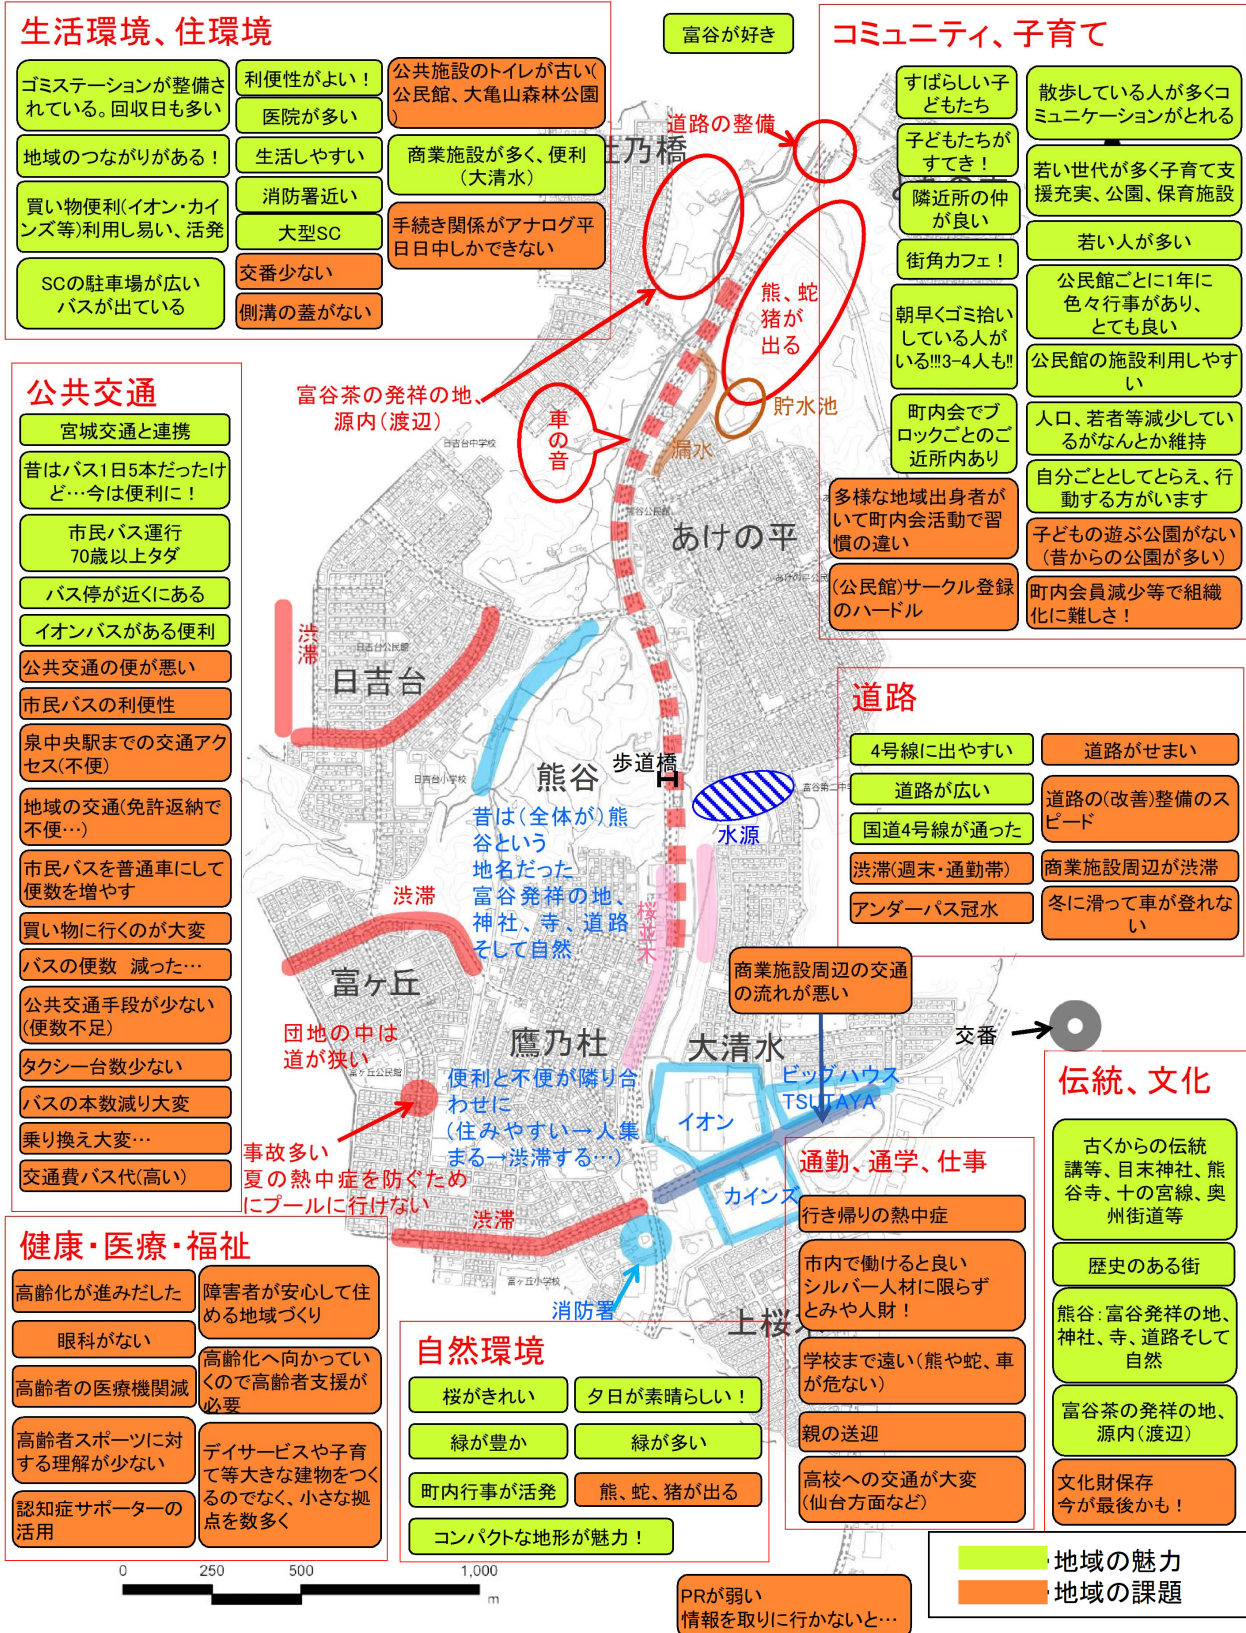 生活環境、住環境
ゴミステーションが整備さ
れている。回収日も多い
地域のつながりがある！
買い物便利(イオン・カイ
ンズ等)利用し易い、活発
SCの駐車場が広い
バスが出ている
利便性がよい！
医院が多い
生活しやすい
消防署近い
大型SC
交番少ない
側溝の蓋がない
公共施設のトイレが古い(
公民館、大亀山森林公園
)
商業施設が多く、便利
(大清水)
手続き関係がアナログ平
日日中しかできない
富谷が好き
コミュニティ、子育て
すばらしい子
どもたち
子どもたちが
すてき！
隣近所の仲
が良い
街角カフェ！
朝早くゴミ拾い
している人が
いる!!!3-4人も!!
町内会でブ
ロックごとのご
近所内あり
多様な地域出身者が
いて町内会活動で習
慣の違い
(公民館)サークル登録
のハードル
散歩している人が多くコ
ミュニケーションがとれる
若い世代が多く子育て支
援充実、公園、保育施設
若い人が多い
公民館ごとに1年に
色々行事があり、
とても良い
公民館の施設利用しやす
い
人口、若者等減少してい
るがなんとか維持
自分ごととしてとらえ、行
動する方がいます
子どもの遊ぶ公園がない
(昔からの公園が多い)
町内会員減少等で組織
化に難しさ！
道路の整備
乃橋
熊、蛇
猪が
出る
富谷茶の発祥の地、
源内(渡辺)
車の音
貯水池
漏水
日吉台中学校
熊谷公民館
あけの平
公共交通
宮城交通と連携
昔はバス1日5本だったけ
ど…今は便利に！
市民バス運行
70歳以上タダ
バス停が近くにある
イオンバスがある便利
公共交通の便が悪い
市民バスの利便性
泉中央駅までの交通アク
セス(不便)
地域の交通(免許返納で
不便…)
市民バスを普通車にして
便数を増やす
買い物に行くのが大変
バスの便数 減った…
公共交通手段が少ない
(便数不足)
タクシー台数少ない
バスの本数減り大変
乗り換え大変…
交通費バス代(高い)
渋滞
日吉台公民館
日吉台
日吉台小学校
熊谷
歩道橋
昔は(全体が)熊
谷という
地名だった
富谷発祥の地、
神社、寺、道路
そして自然
水源
富谷第二中学
桜並木
道路
4号線に出やすい
道路が広い
国道4号線が通った
渋滞(週末・通勤帯)
アンダーパス冠水
道路がせまい
道路の(改善)整備のス
ピード
商業施設周辺が渋滞
冬に滑って車が登れな
い
渋滞
富ヶ丘
団地の中は
道が狭い
富ヶ丘公民館
鷹乃杜
便利と不便が隣り合
わせに
(住みやすい→人集
まる→渋滞する…)
事故多い
夏の熱中症を防ぐため
にプールに行けない
渋滞
富ヶ丘小学校
消防署
商業施設周辺の交通
の流れが悪い
大清水
ビッグハウス
TSUTAYA
イオン
カインズ
上桜
交番
伝統、文化
古くからの伝統
講等、目末神社、熊
谷寺、十の宮線、奥
州街道等
歴史のある街
熊谷：富谷発祥の地、
神社、寺、道路そして
自然
富谷茶の発祥の地、
源内(渡辺)
文化財保存
今が最後かも！
通勤、通学、仕事
行き帰りの熱中症
市内で働けると良い
シルバー人材に限らず
とみや人財！
学校まで遠い(熊や蛇、車
が危ない)
親の送迎
高校への交通が大変
(仙台方面など)
健康・医療・福祉
高齢化が進みだした
眼科がない
高齢者の医療機関減
高齢者スポーツに対
する理解が少ない
認知症サポーターの
活用
障害者が安心して住
める地域づくり
高齢化へ向かってい
くので高齢者支援が
必要
デイサービスや子育
て等大きな建物をつく
るのでなく、小さな拠
点を数多く
自然環境
桜がきれい
夕日が素晴らしい！
緑が豊か
緑が多い
町内行事が活発
熊、蛇、猪が出る
コンパクトな地形が魅力！
0 250 500 1,000
m
PRが弱い
情報を取りに行かないと…
地域の魅力
地域の課題